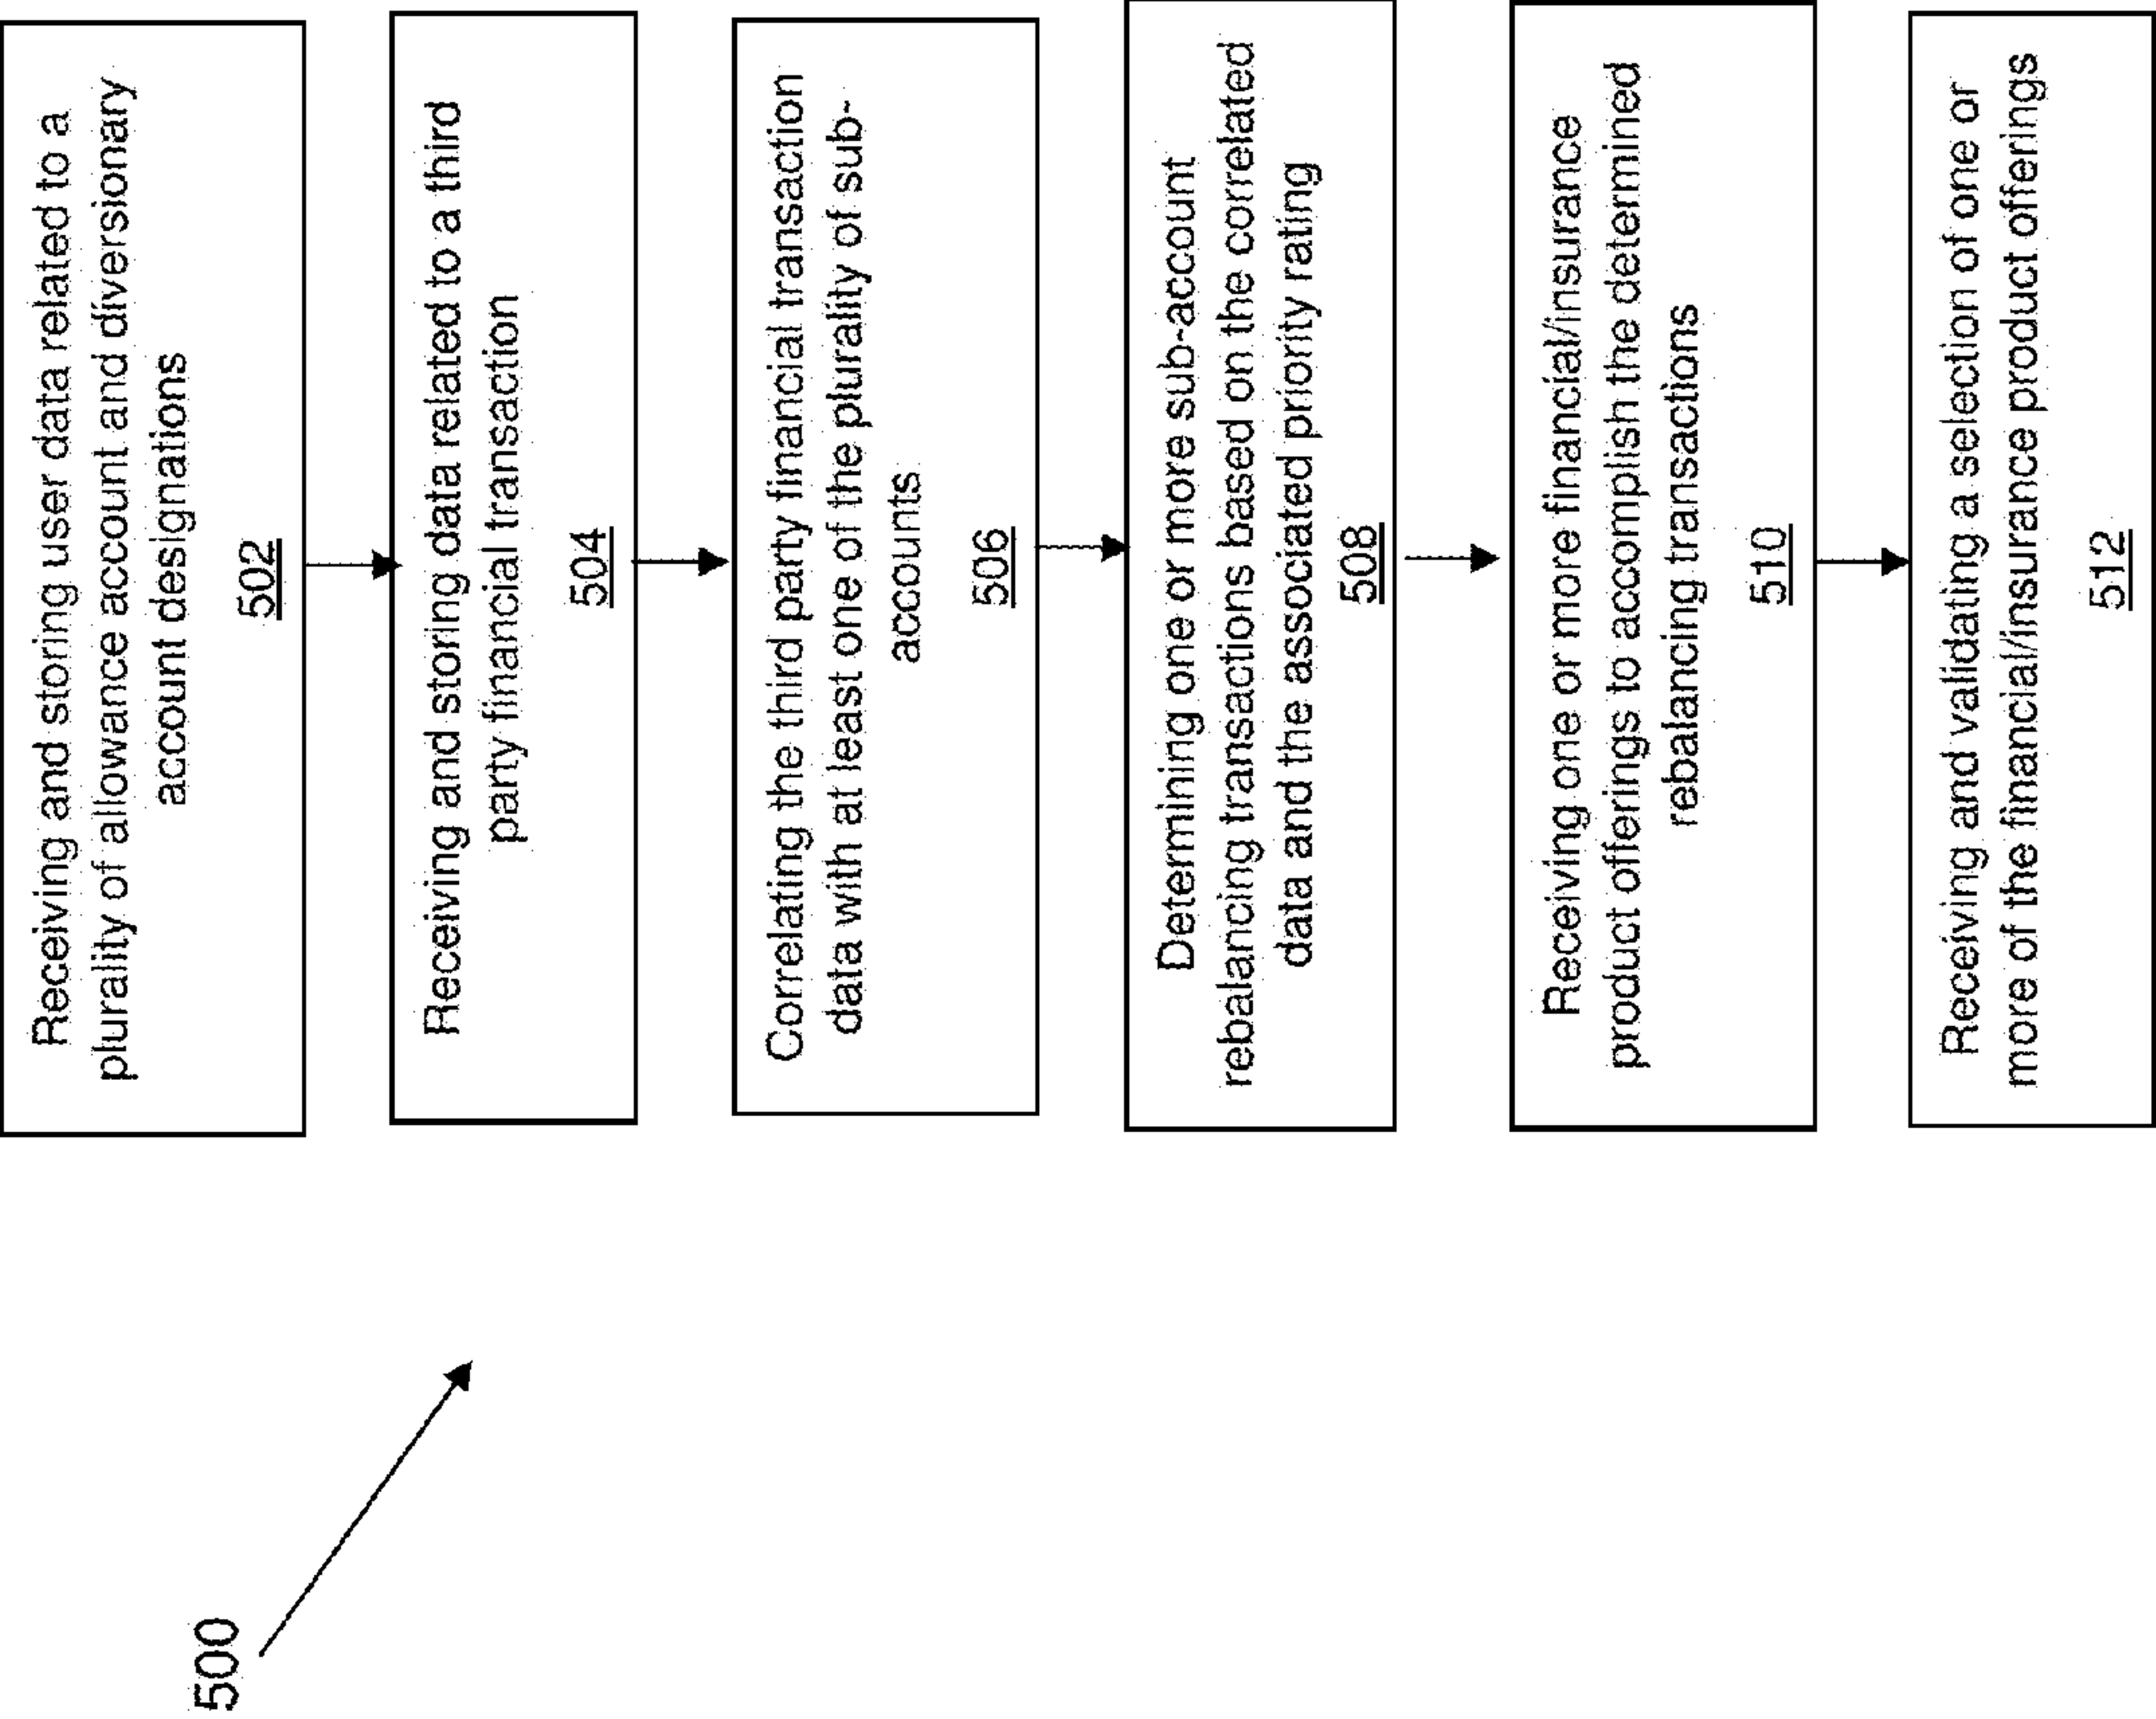 500
Receiving and storing user data related to a
plurality of allowance account and diversionary
account designations
502
Receiving and storing data related to a third
party financial transaction
504
Correlating the third party financial transaction
data with at least one of the plurality of sub-
accounts
506
Determining one or more sub-account
rebalancing transactions based on the correlated
data and the associated priority rating
508
Receiving one or more financial/insurance
product offerings to accomplish the determined
rebalancing transactions
510
Receiving and validating a selection of one or
more of the financial/insurance product offerings
512